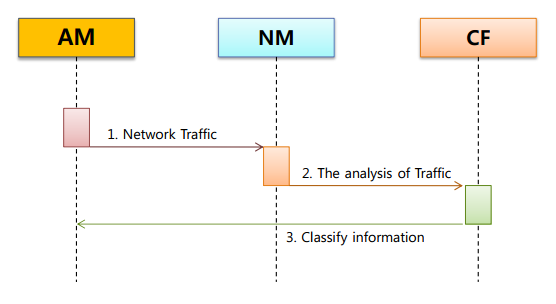 AM
NM
CF
1. Network Traffic
2. The analysis of Traffic
3. Classify information